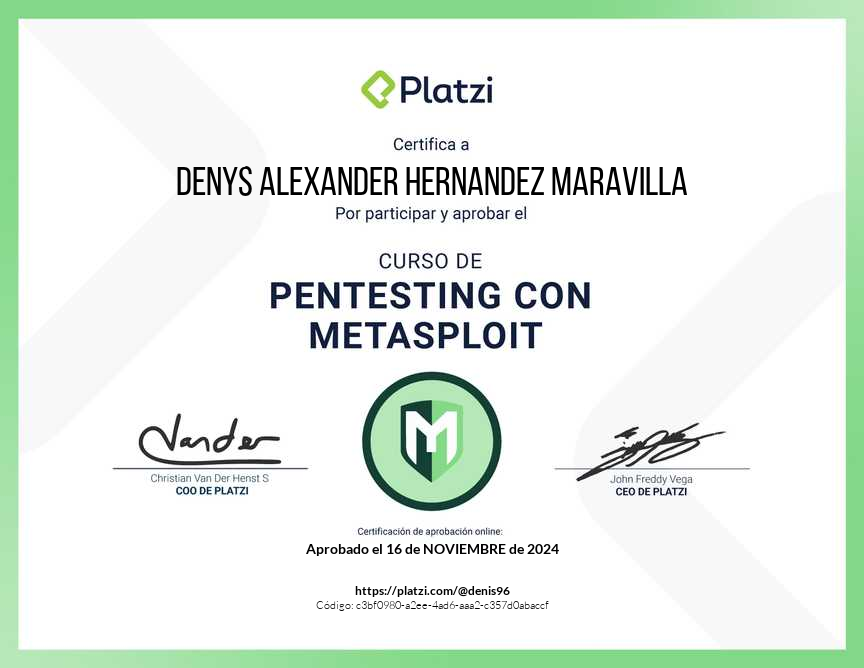 Platzi
Certifica a
DENYS ALEXANDER HERNANDEZ MARAVILLA
Por participar y aprobar el
CURSO DE
PENTESTING CON
METASPLOIT
Vander
M
Christian Van Der Henst S
COO DE PLATZI
John Freddy Vega
CEO DE PLATZI
Certificación de aprobación online:
Aprobado el 16 de NOVIEMBRE de 2024
https://platzi.com/@denis96
Código: c3bf0980-a2ee-4ad6-aaa2-c357d0abaccf